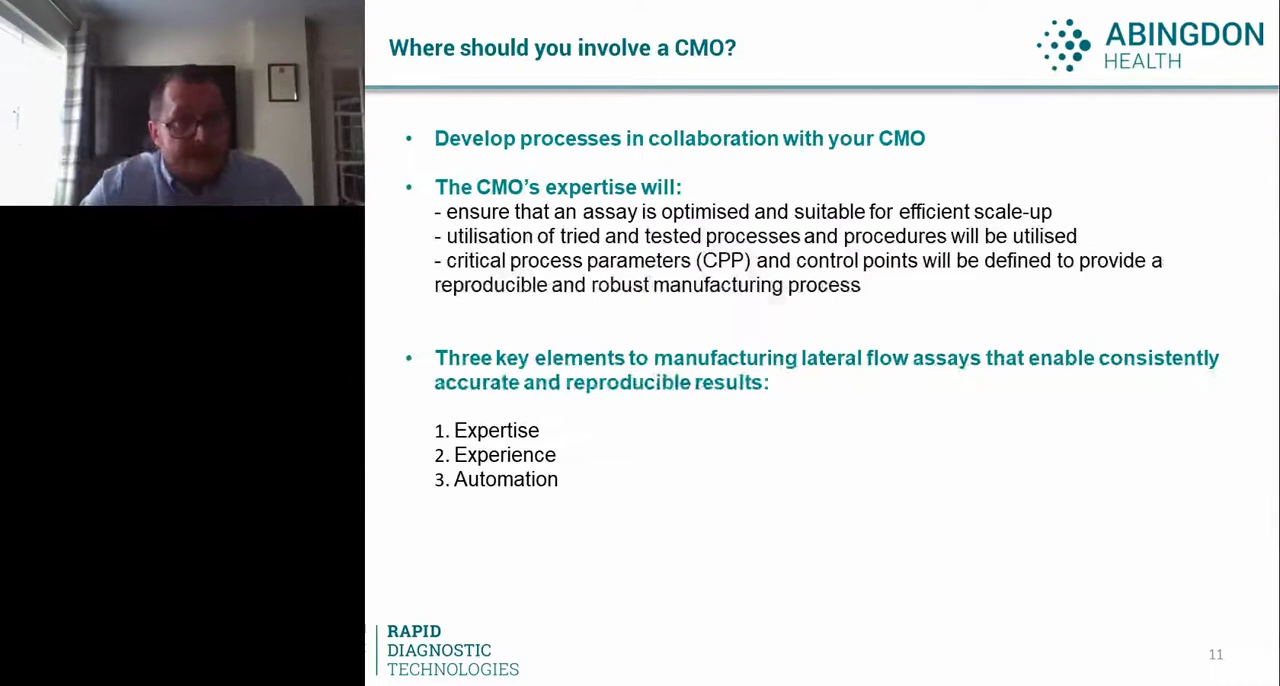 Where should you involve a CMO?
ABINGDON
HEALTH
• Develop processes in collaboration with your CMO
• The CMO’s expertise will:
- ensure that an assay is optimised and suitable for efficient scale-up
- utilisation of tried and tested processes and procedures will be utilised
- critical process parameters (CPP) and control points will be defined to provide a
reproducible and robust manufacturing process
• Three key elements to manufacturing lateral flow assays that enable consistently
accurate and reproducible results:
1. Expertise
2. Experience
3. Automation
RAPID
DIAGNOSTIC
TECHNOLOGIES
11